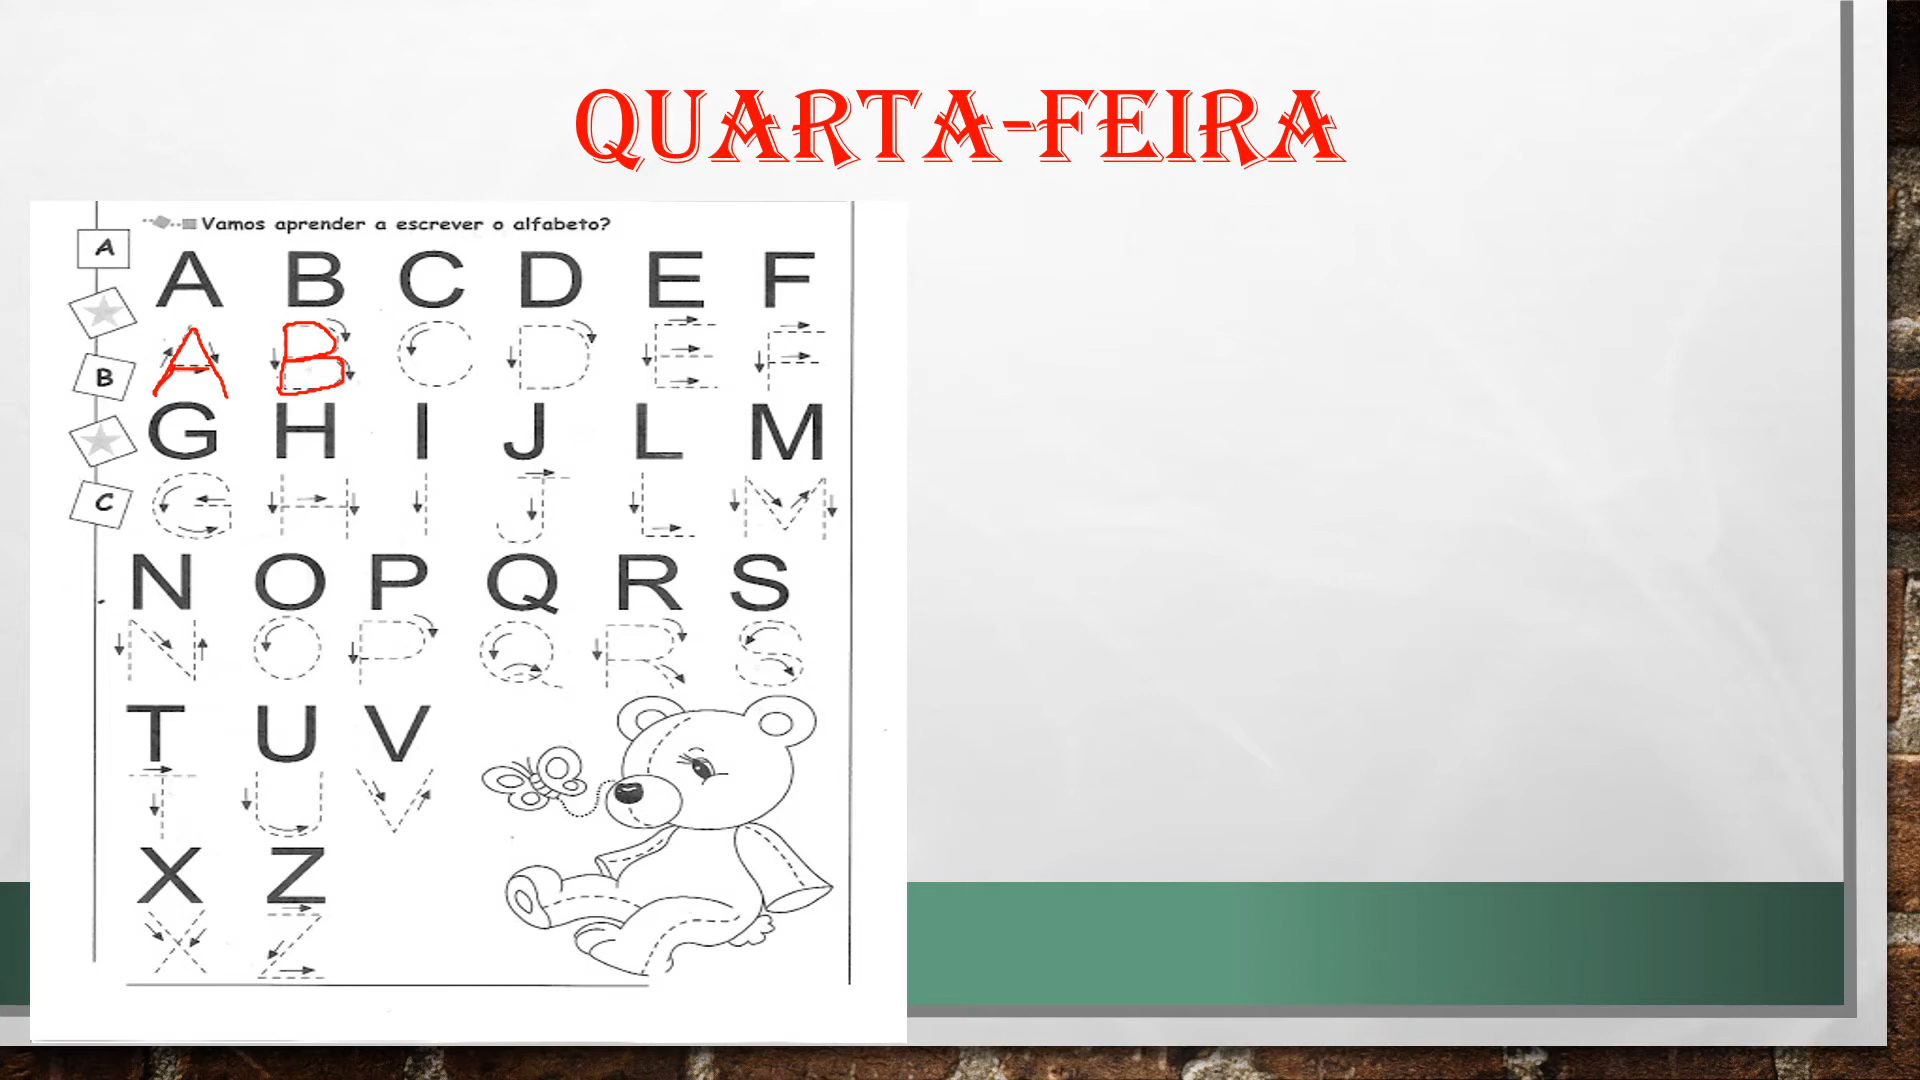 QUARTA-FEIRA
Vamos aprender a escrever o alfabeto?
A
A B C D E F
A B C D E F
B
G H I J L M
G H I J L M
C
N O P Q R S
N O P Q R S
T U V
T U V
X Z
X Z